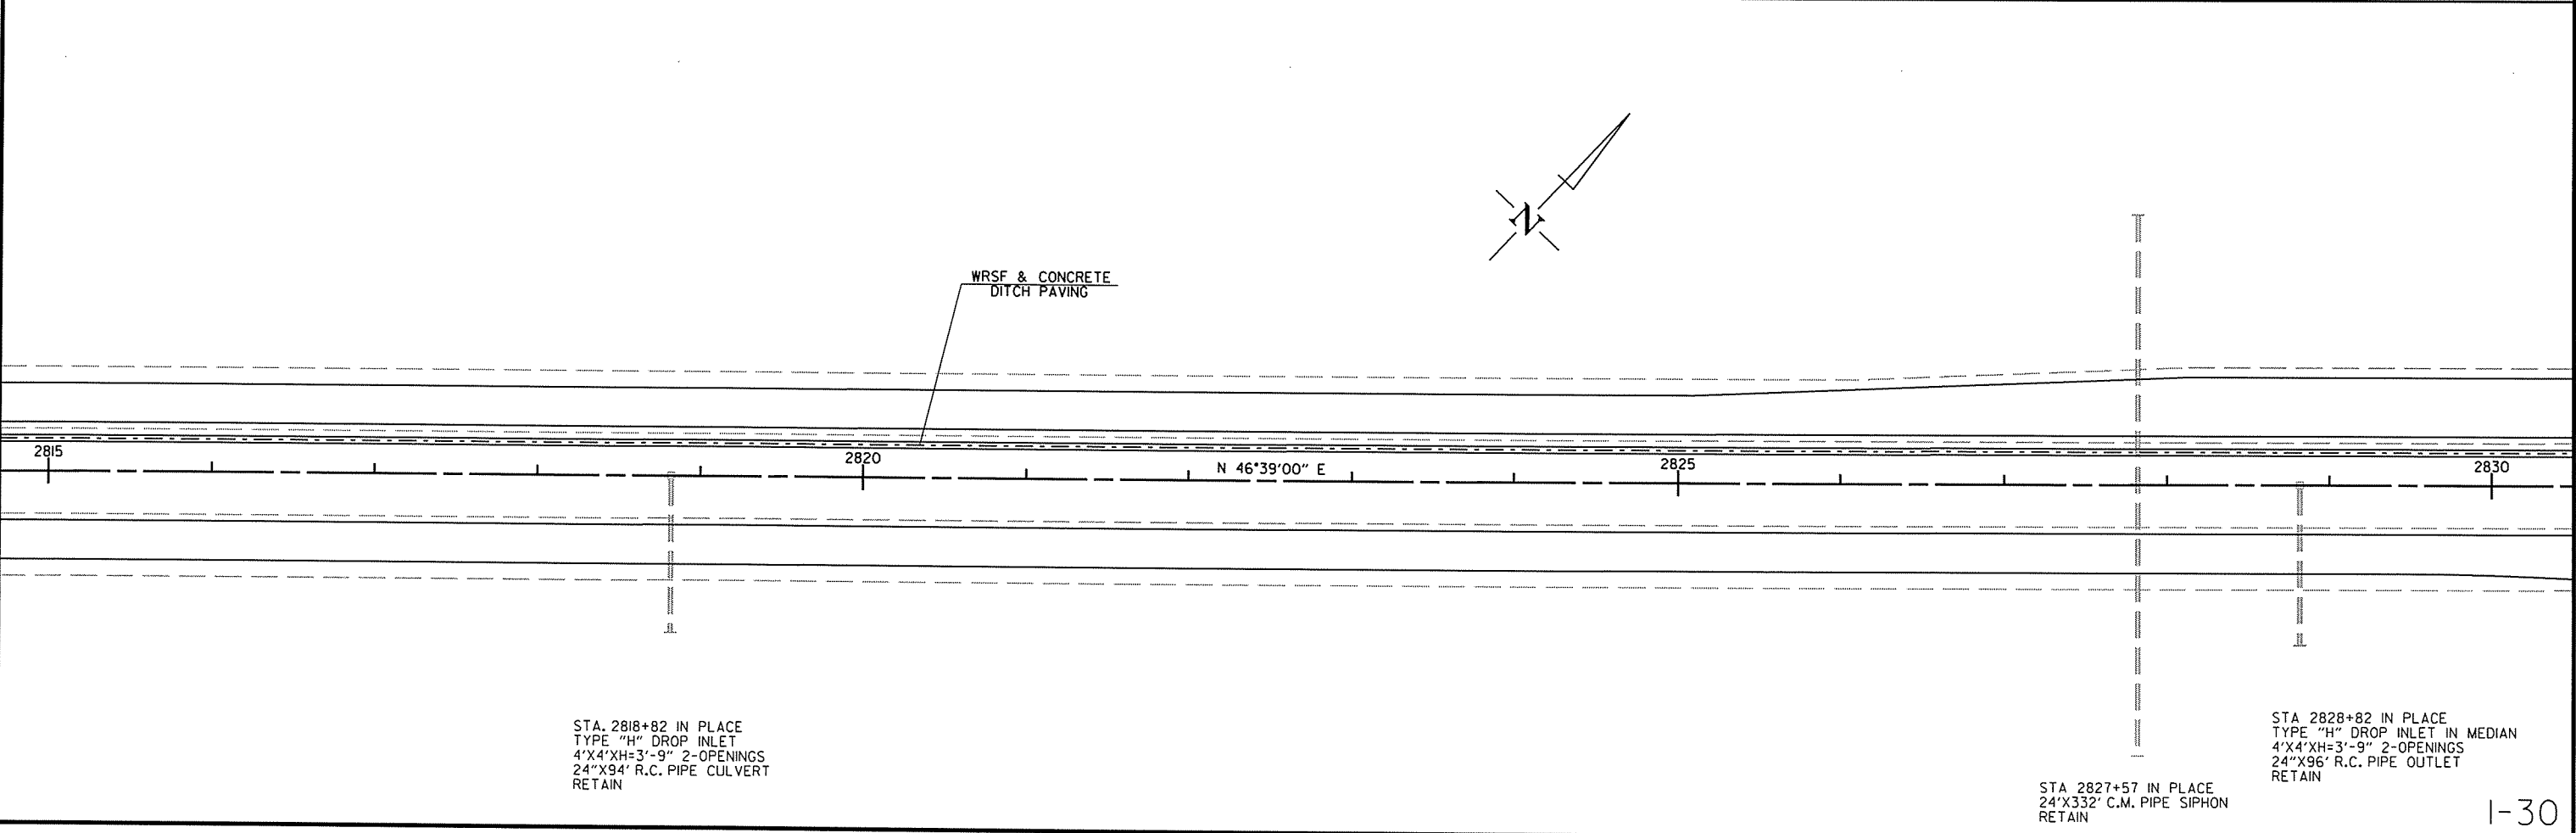 N
WRSF & CONCRETE
DITCH PAVING
2815
2820
N 46°39'00" E
2825
2830
STA. 2818+82 IN PLACE
TYPE "H" DROP INLET
4'X4'XH=3'-9" 2-OPENINGS
24"X94' R.C. PIPE CULVERT
RETAIN
STA 2828+82 IN PLACE
TYPE "H" DROP INLET IN MEDIAN
4'X4'XH=3'-9" 2-OPENINGS
24"X96' R.C. PIPE OUTLET
RETAIN
STA 2827+57 IN PLACE
24'X332' C.M. PIPE SIPHON
RETAIN
I-30